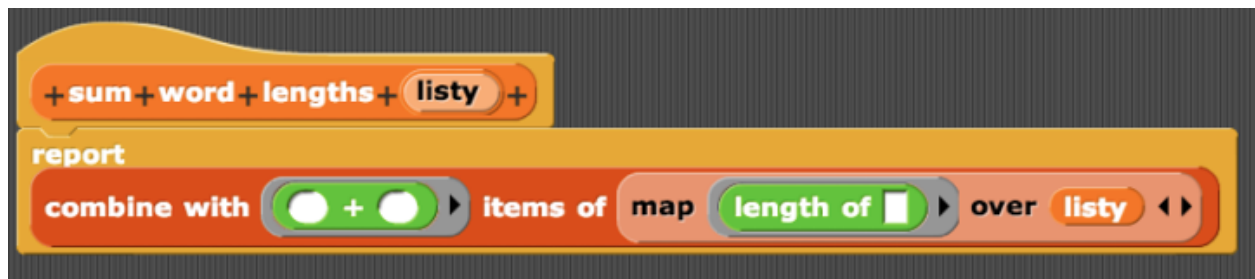 +sum+word+lengths+ listy +
report
combine with + items of map length of over listy